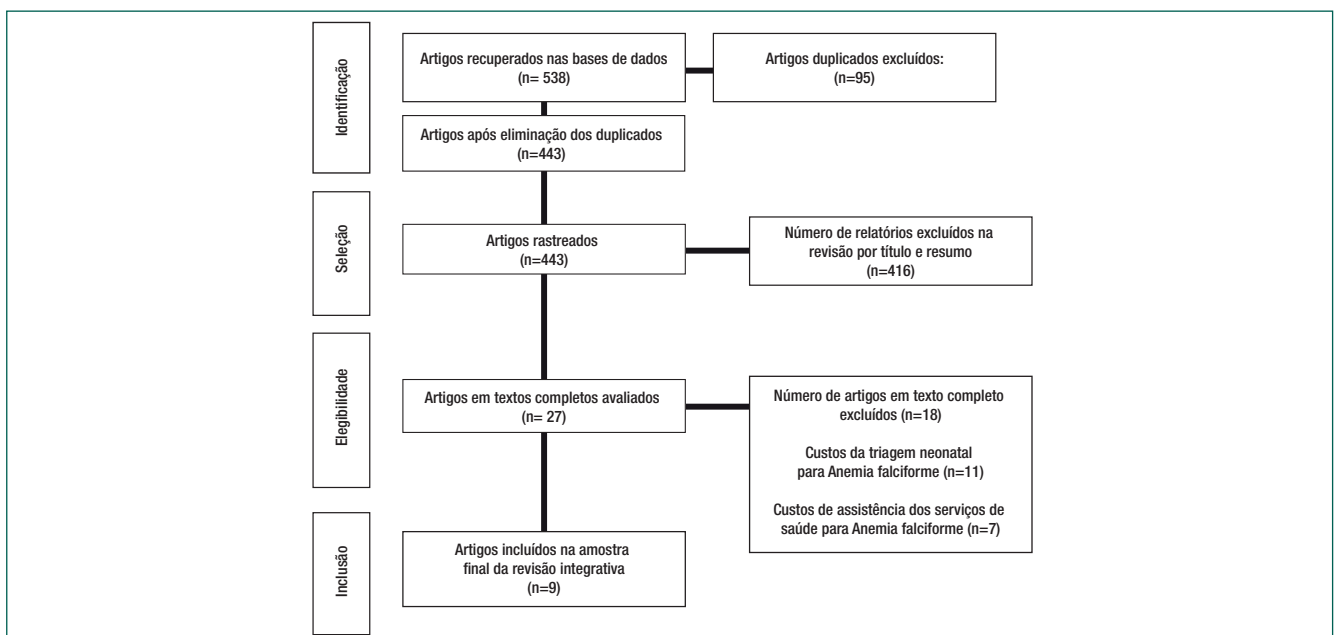 Identificação
Artigos recuperados nas bases de dados
(n= 538)
Artigos duplicados excluídos:
(n=95)
Artigos após eliminação dos duplicados
(n=443)
Seleção
Artigos rastreados
(n=443)
Número de relatórios excluídos na
revisão por título e resumo
(n=416)
Elegibilidade
Artigos em textos completos avaliados
(n= 27)
Número de artigos em texto completo
excluídos (n=18)
Custos da triagem neonatal
para Anemia falciforme (n=11)
Custos de assistência dos serviços de
saúde para Anemia falciforme (n=7)
Inclusão
Artigos incluídos na amostra
final da revisão integrativa
(n=9)